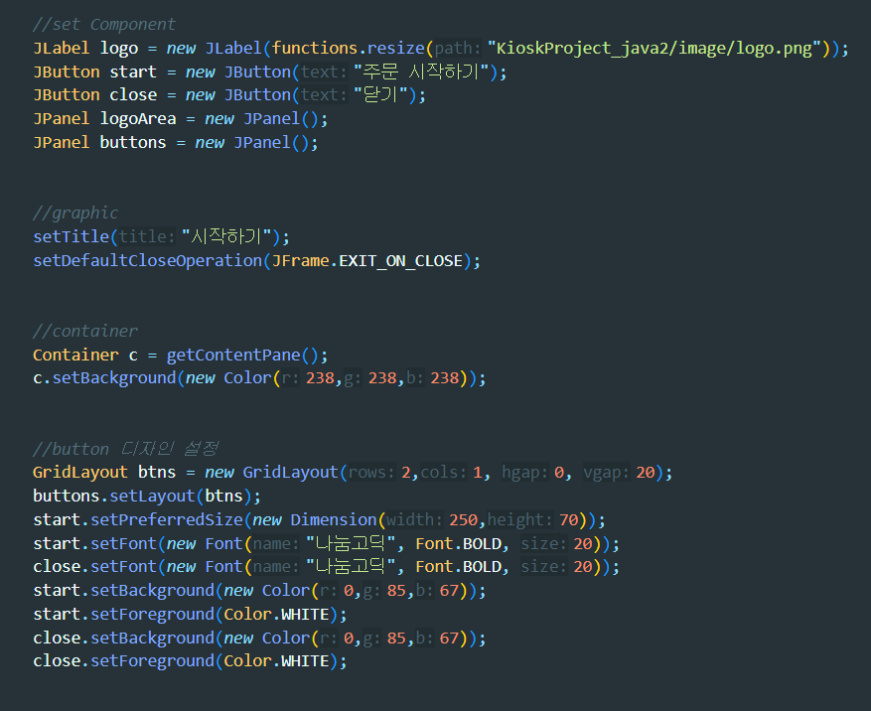 //set Component
JLabel logo = new JLabel(functions.resize(path: "KioskProject_java2/image/logo.png"));
JButton start = new JButton(text: "주문 시작하기");
JButton close = new JButton(text: "닫기");
JPanel logoArea = new JPanel();
JPanel buttons = new JPanel();
//graphic
setTitle(title: "시작하기");
setDefaultCloseOperation(JFrame.EXIT_ON_CLOSE);
//container
Container c = getContentPane();
c.setBackground(new Color(r: 238,g: 238,b: 238));
//button 디자인 설정
GridLayout btns = new GridLayout(rows: 2,cols: 1, hgap: 0, vgap: 20);
buttons.setLayout(btns);
start.setPreferredSize(new Dimension(width: 250,height: 70));
start.setFont(new Font(name: "나눔고딕", Font.BOLD, size: 20));
close.setFont(new Font(name: "나눔고딕", Font.BOLD, size: 20));
start.setBackground(new Color(r: 0,g: 85,b: 67));
start.setForeground(Color.WHITE);
close.setBackground(new Color(r: 0,g: 85,b: 67));
close.setForeground(Color.WHITE);